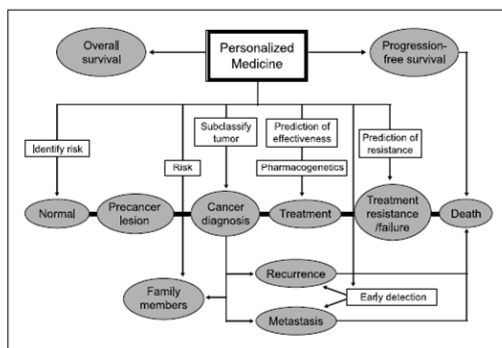 Overall
survival
Personalized
Medicine
Progression-
free survival
Identify risk
Risk
Subclassify
tumor
Prediction of
effectiveness
Pharmacogenetics
Prediction of
resistance
Normal
Precancer
lesion
Cancer
diagnosis
Treatment
Treatment
resistance
/failure
Death
Family
members
Recurrence
Early detection
Metastasis